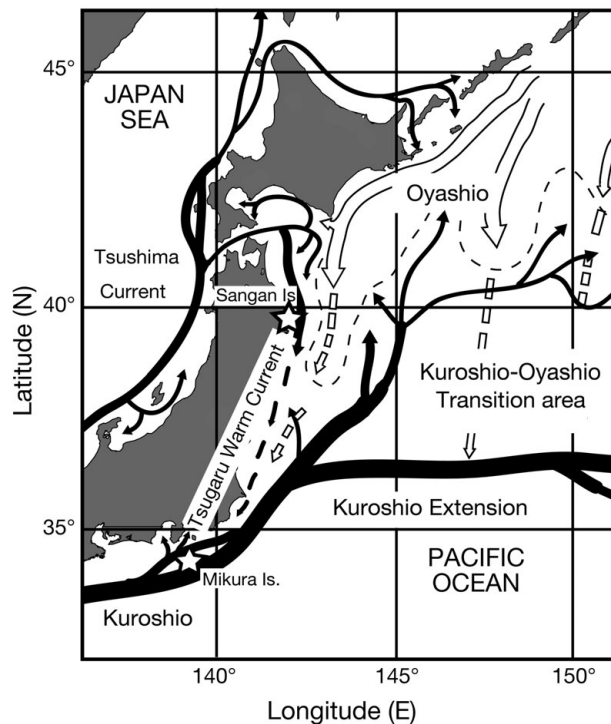 45°
JAPAN
SEA
Oyashio
Tsushima
Current
Sangan Is.
40°
Latitude (N)
Tsugaru Warm Current
Kuroshio-Oyashio
Transition area
Kuroshio Extension
35°
Mikura Is.
PACIFIC
OCEAN
Kuroshio
140°
145°
150°
Longitude (E)